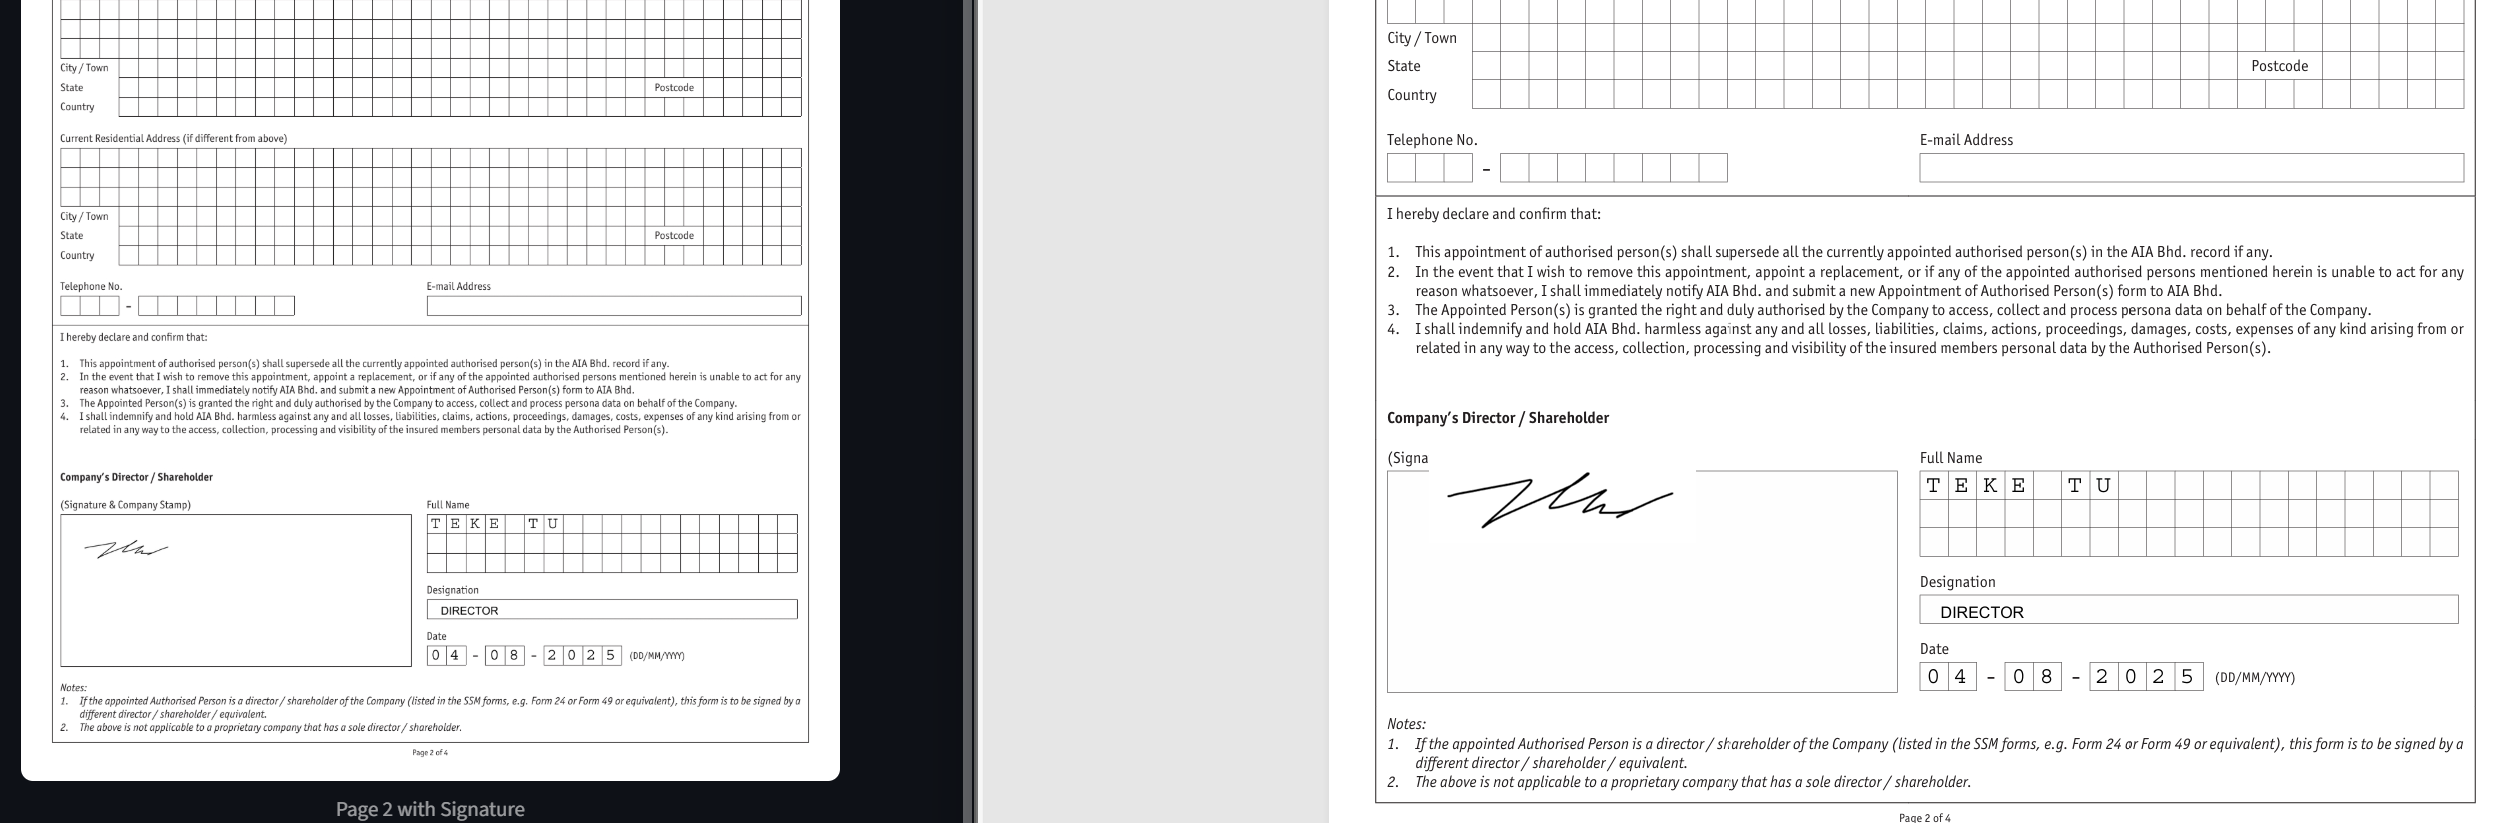 City / Town
State Postcode
Country
Current Residential Address (if different from above)
City / Town
State Postcode
Country
Telephone No. E-mail Address
-
I hereby declare and confirm that:
1. This appointment of authorised person(s) shall supersede all the currently appointed authorised person(s) in the AIA Bhd. record if any.
2. In the event that I wish to remove this appointment, appoint a replacement, or if any of the appointed authorised persons mentioned herein is unable to act for any
reason whatsoever, I shall immediately notify AIA Bhd. and submit a new Appointment of Authorised Person(s) form to AIA Bhd.
3. The Appointed Person(s) is granted the right and duly authorised by the Company to access, collect and process persona data on behalf of the Company.
4. I shall indemnify and hold AIA Bhd. harmless against any and all losses, liabilities, claims, actions, proceedings, damages, costs, expenses of any kind arising from or
related in any way to the access, collection, processing and visibility of the insured members personal data by the Authorised Person(s).
Company's Director / Shareholder
(Signature & Company Stamp) Full Name
TEKE TU
Designation
DIRECTOR
Date
04 - 08 - 2025 (DD/MM/YYYY)
Notes:
1. If the appointed Authorised Person is a director / shareholder of the Company (listed in the SSM forms, e.g. Form 24 or Form 49 or equivalent), this form is to be signed by a
different director / shareholder / equivalent.
2. The above is not applicable to a proprietary company that has a sole director / shareholder.
Page 2 of 4
Page 2 with Signature
City / Town
State Postcode
Country
Telephone No. E-mail Address
-
I hereby declare and confirm that:
1. This appointment of authorised person(s) shall supersede all the currently appointed authorised person(s) in the AIA Bhd. record if any.
2. In the event that I wish to remove this appointment, appoint a replacement, or if any of the appointed authorised persons mentioned herein is unable to act for any
reason whatsoever, I shall immediately notify AIA Bhd. and submit a new Appointment of Authorised Person(s) form to AIA Bhd.
3. The Appointed Person(s) is granted the right and duly authorised by the Company to access, collect and process persona data on behalf of the Company.
4. I shall indemnify and hold AIA Bhd. harmless against any and all losses, liabilities, claims, actions, proceedings, damages, costs, expenses of any kind arising from or
related in any way to the access, collection, processing and visibility of the insured members personal data by the Authorised Person(s).
Company's Director / Shareholder
(Signa Full Name
TEKE TU
Designation
DIRECTOR
Date
04 - 08 - 2025 (DD/MM/YYYY)
Notes:
1. If the appointed Authorised Person is a director / shareholder of the Company (listed in the SSM forms, e.g. Form 24 or Form 49 or equivalent), this form is to be signed by a
different director / shareholder / equivalent.
2. The above is not applicable to a proprietary company that has a sole director / shareholder.
Page 2 of 4